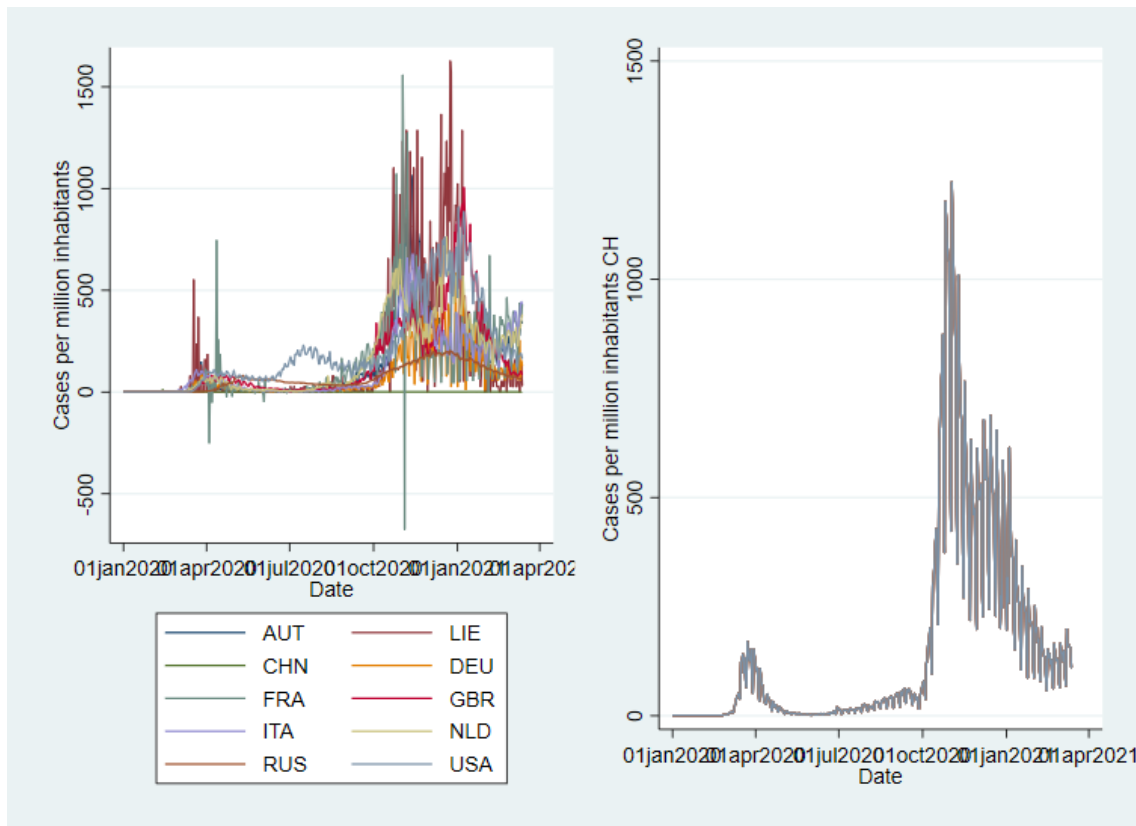 Cases per million inhabitants
1500
1000
500
0
-500
01jan2020 01apr2020 01jul2020 01oct2020 01jan2021 01apr202
Date
AUT LIE
CHN DEU
FRA GBR
ITA NLD
RUS USA
Cases per million inhabitants CH
1500
1000
500
0
01jan2020 01apr2020 01jul2020 01oct2020 01jan2021 01apr2021
Date